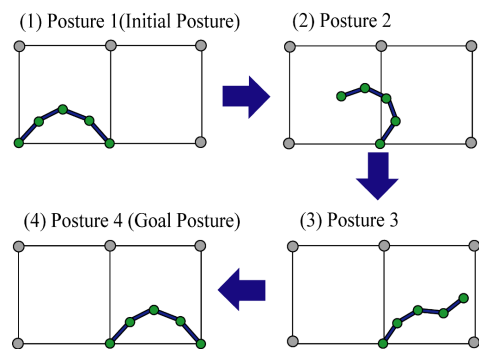 (1) Posture 1(Initial Posture)
(2) Posture 2
(4) Posture 4 (Goal Posture)
(3) Posture 3